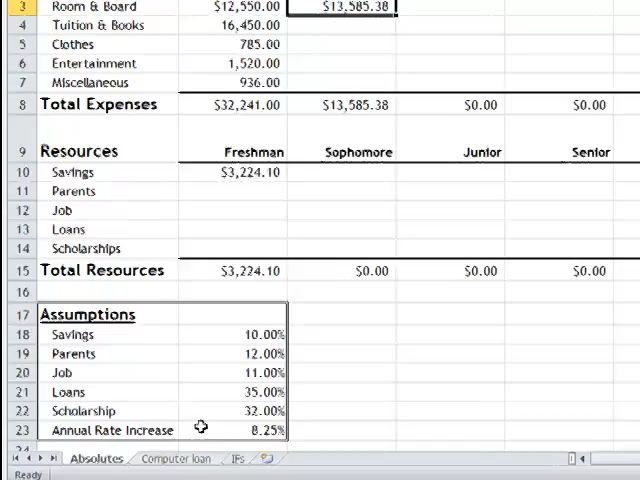 3 Room & Board $12,550.00 $13,585.38
4 Tuition & Books 16,450.00
5 Clothes 785.00
6 Entertainment 1,520.00
7 Miscellaneous 936.00
8 Total Expenses $32,241.00 $13,585.38 $0.00 $0.00
9 Resources Freshman Sophomore Junior Senior
10 Savings $3,224.10
11 Parents
12 Job
13 Loans
14 Scholarships
15 Total Resources $3,224.10 $0.00 $0.00 $0.00
16
17 Assumptions
18 Savings 10.00%
19 Parents 12.00%
20 Job 11.00%
21 Loans 35.00%
22 Scholarship 32.00%
23 Annual Rate Increase 8.25%
24
Absolutes Computer loan IFs
Ready